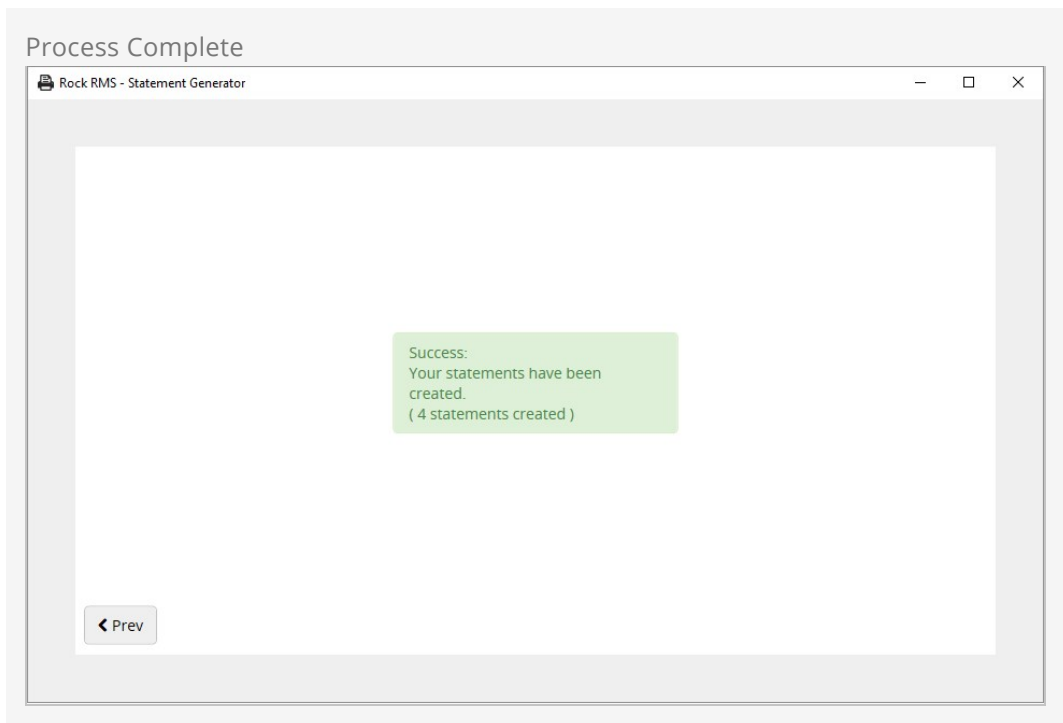 Process Complete
Rock RMS - Statement Generator
Success:
Your statements have been
created.
( 4 statements created )
Prev